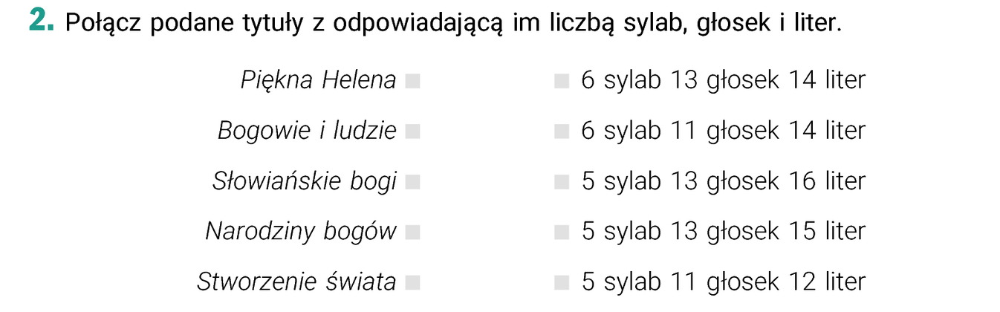 2. Połącz podane tytuły z odpowiadającą im liczbą sylab, głosek i liter.
Piękna Helena 6 sylab 13 głosek 14 liter
Bogowie i ludzie 6 sylab 11 głosek 14 liter
Słowiańskie bogi 5 sylab 13 głosek 16 liter
Narodziny bogów 5 sylab 13 głosek 15 liter
Stworzenie świata 5 sylab 11 głosek 12 liter